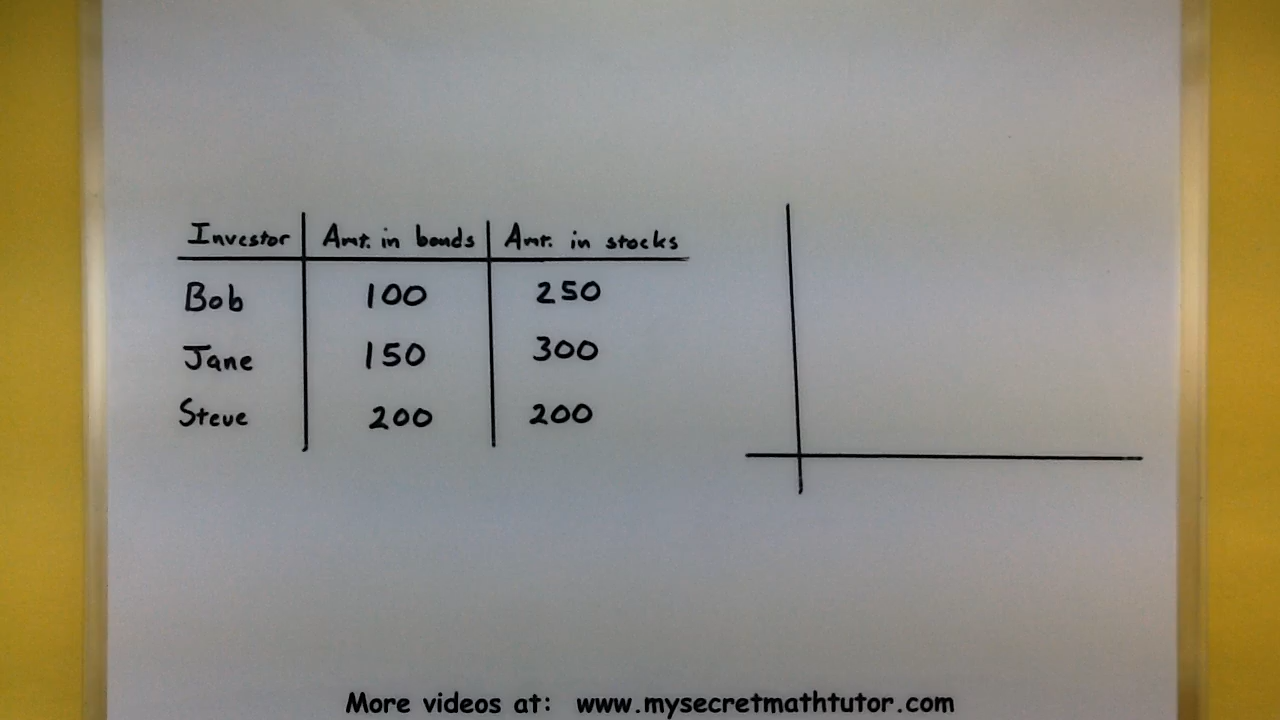 Investor Amt. in bonds Amt. in stocks
Bob 100 250
Jane 150 300
Steve 200 200
More videos at: www.mysecretmathtutor.com